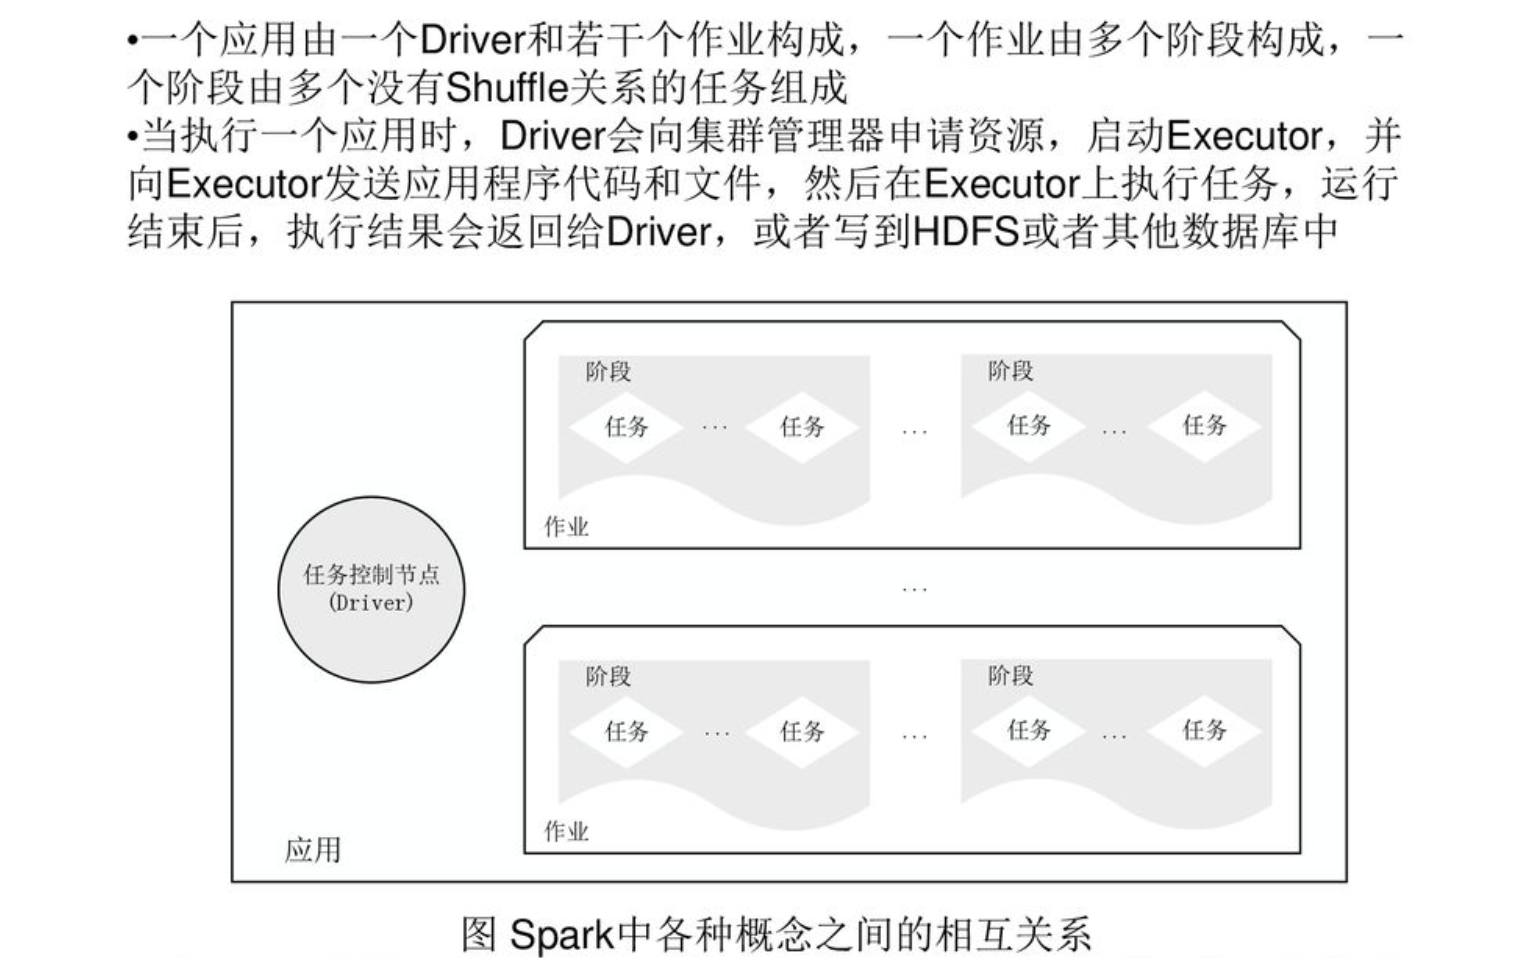 •一个应用由一个Driver和若干个作业构成，一个作业由多个阶段构成，一
个阶段由多个没有Shuffle关系的任务组成
•当执行一个应用时，Driver会向集群管理器申请资源，启动Executor，并
向Executor发送应用程序代码和文件，然后在Executor上执行任务，运行
结束后，执行结果会返回给Driver，或者写到HDFS或者其他数据库中
阶段
任务 ... 任务
...
阶段
任务 ... 任务
作业
任务控制节点
(Driver)
...
阶段
任务 ... 任务
...
阶段
任务 ... 任务
作业
应用
图 Spark中各种概念之间的相互关系